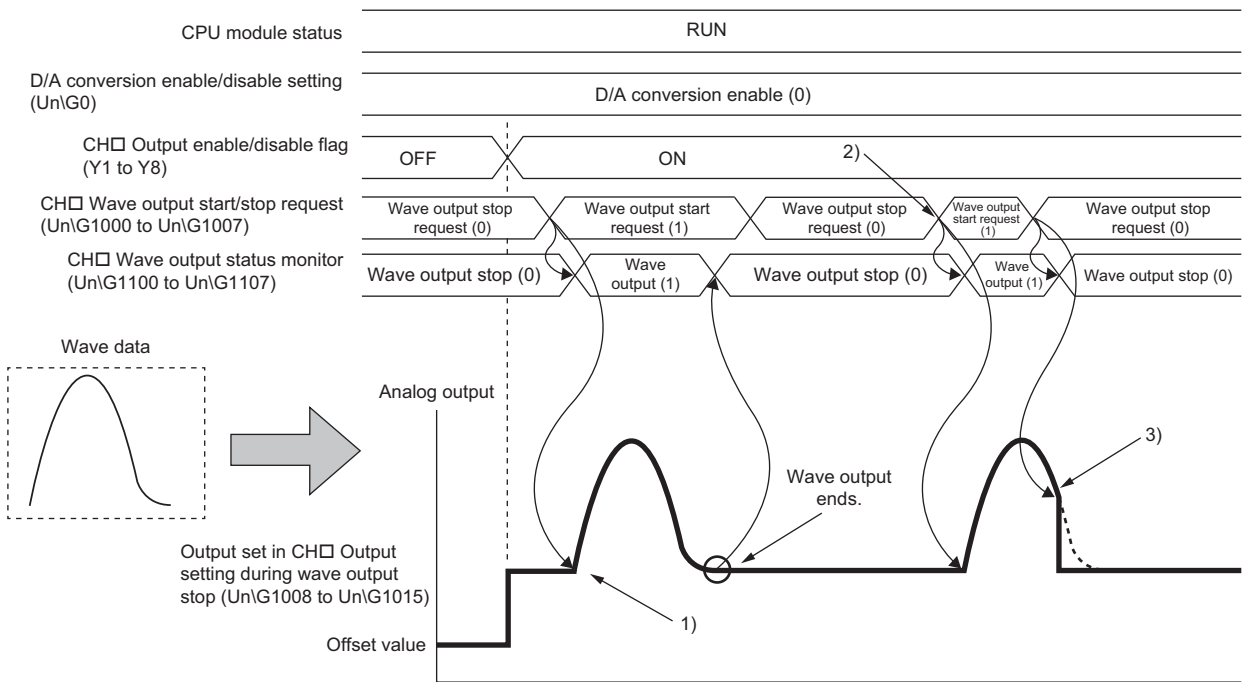 CPU module status
RUN
D/A conversion enable/disable setting
(Un\G0)
D/A conversion enable (0)
CH□ Output enable/disable flag
(Y1 to Y8)
OFF
ON
2)
CH□ Wave output start/stop request
(Un\G1000 to Un\G1007)
Wave output stop
request (0)
Wave output start
request (1)
Wave output stop
request (0)
Wave output
start request
(1)
Wave output stop
request (0)
CH□ Wave output status monitor
(Un\G1100 to Un\G1107)
Wave output stop (0)
Wave
output (1)
Wave output stop (0)
Wave
output (1)
Wave output stop (0)
Wave data
Analog output
3)
Wave output
ends.
Output set in CH□ Output
setting during wave output
stop (Un\G1008 to Un\G1015)
1)
Offset value